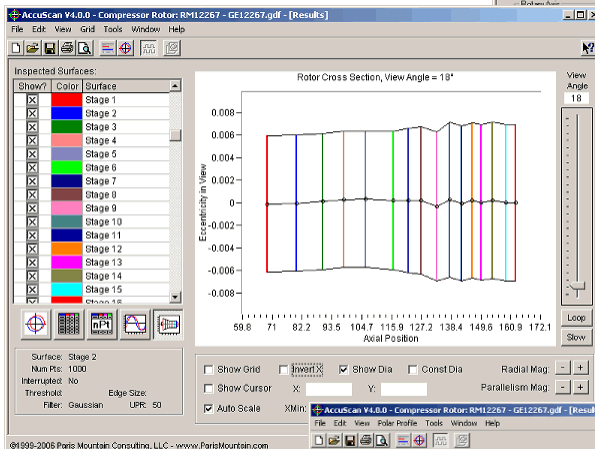 Rotary Axis
AccuScan V4.0.0 - Compressor Rotor: RM12267 - GE12267.gdf - [Results]
File Edit View Grid Tools Window Help
Inspected Surfaces:
Show? Color Surface
Stage 1
Stage 2
Stage 3
Stage 4
Stage 5
Stage 6
Stage 7
Stage 8
Stage 9
Stage 10
Stage 11
Stage 12
Stage 13
Stage 14
Stage 15
Stage 16
nPt
Surface: Stage 2
Num Pts: 1000
Interrupted: No
Threshold: Edge Size:
Filter: Gaussian UPR: 50
Rotor Cross Section, View Angle = 18°
Eccentricity in View
0.008
0.006
0.004
0.002
0
-0.002
-0.004
-0.006
-0.008
59.8 71 82.2 93.5 104.7 115.9 127.2 138.4 149.6 160.9 172.1
Axial Position
View
Angle
18
Loop
Slow
Show Grid Invert X Show Dia Const Dia Radial Mag: - +
Show Cursor X: Y: Parallelism Mag: - +
Auto Scale XMin:
AccuScan V4.0.0 - Compressor Rotor: RM12267 - GE12267.gdf - [Resul
File Edit View Polar Profile Tools Window Help
©1999-2006 Paris Mountain Consulting, LLC - www.ParisMountain.com